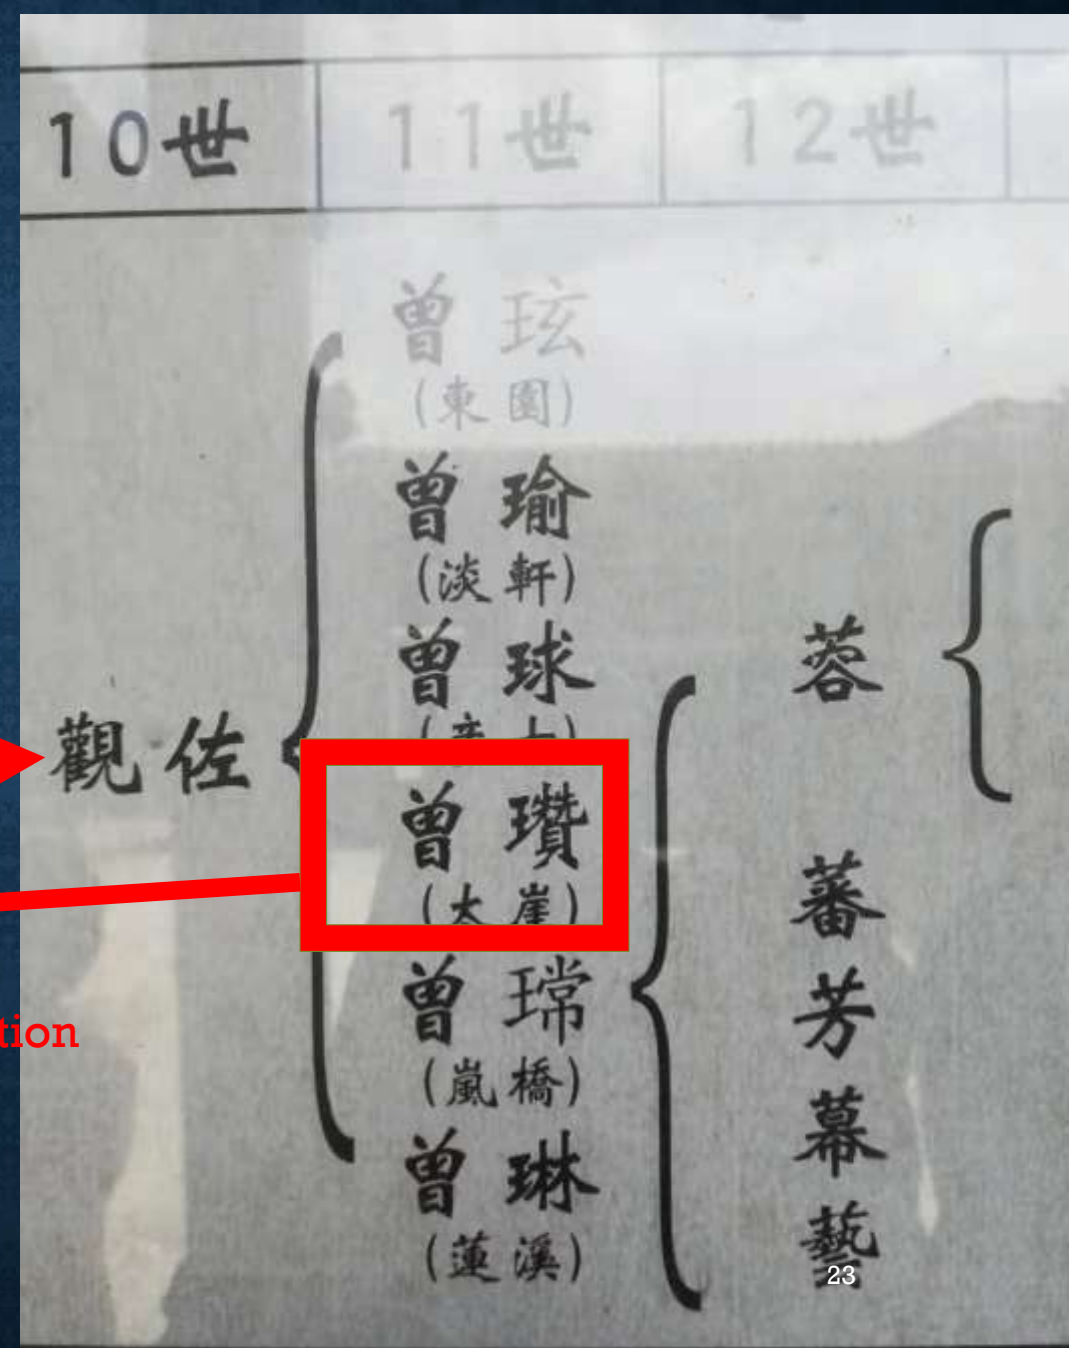 10世 11世 12世
觀佐
曾玹
(東園)
曾瑜
(淡軒)
曾球
曾瓚
(大崖)
曾瑺
(嵐橋)
曾琳
(蓮溪)
蓉
蕃
芳
幕
藝
tion
23